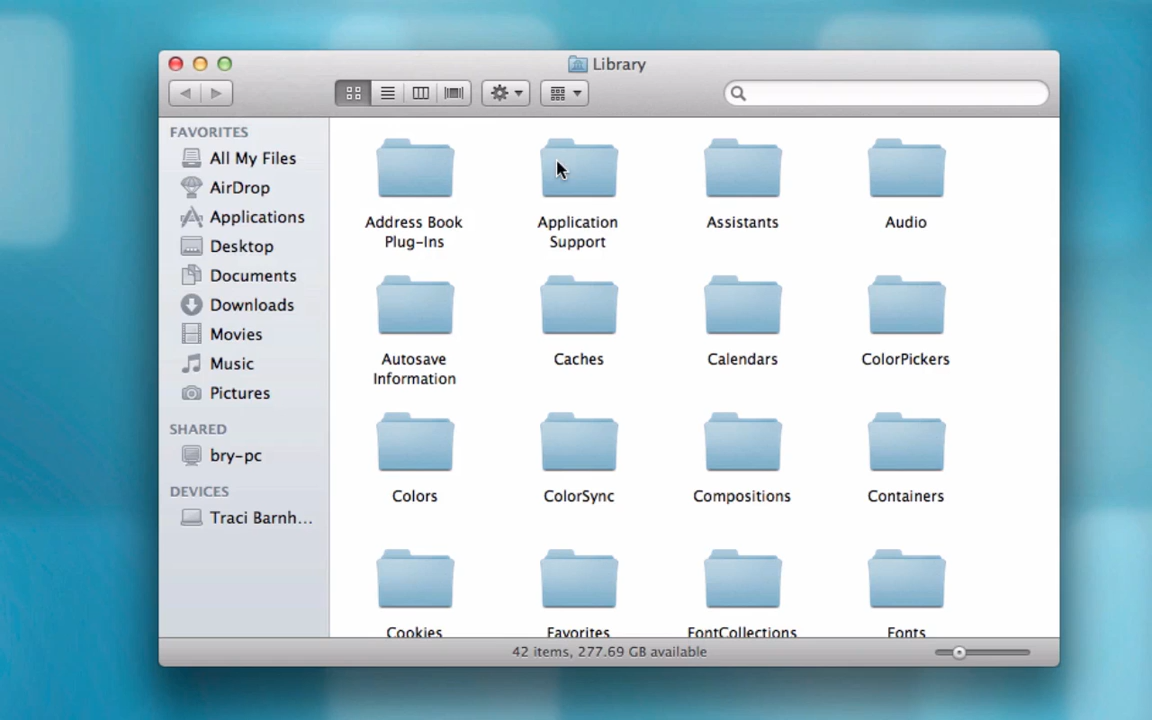 Library
FAVORITES
All My Files
AirDrop
Applications
Desktop
Documents
Downloads
Movies
Music
Pictures
SHARED
bry-pc
DEVICES
Traci Barnh...
Address Book
Plug-Ins
Application
Support
Assistants
Audio
Autosave
Information
Caches
Calendars
ColorPickers
Colors
ColorSync
Compositions
Containers
Cookies
Favorites
FontCollections
Fonts
42 items, 277.69 GB available